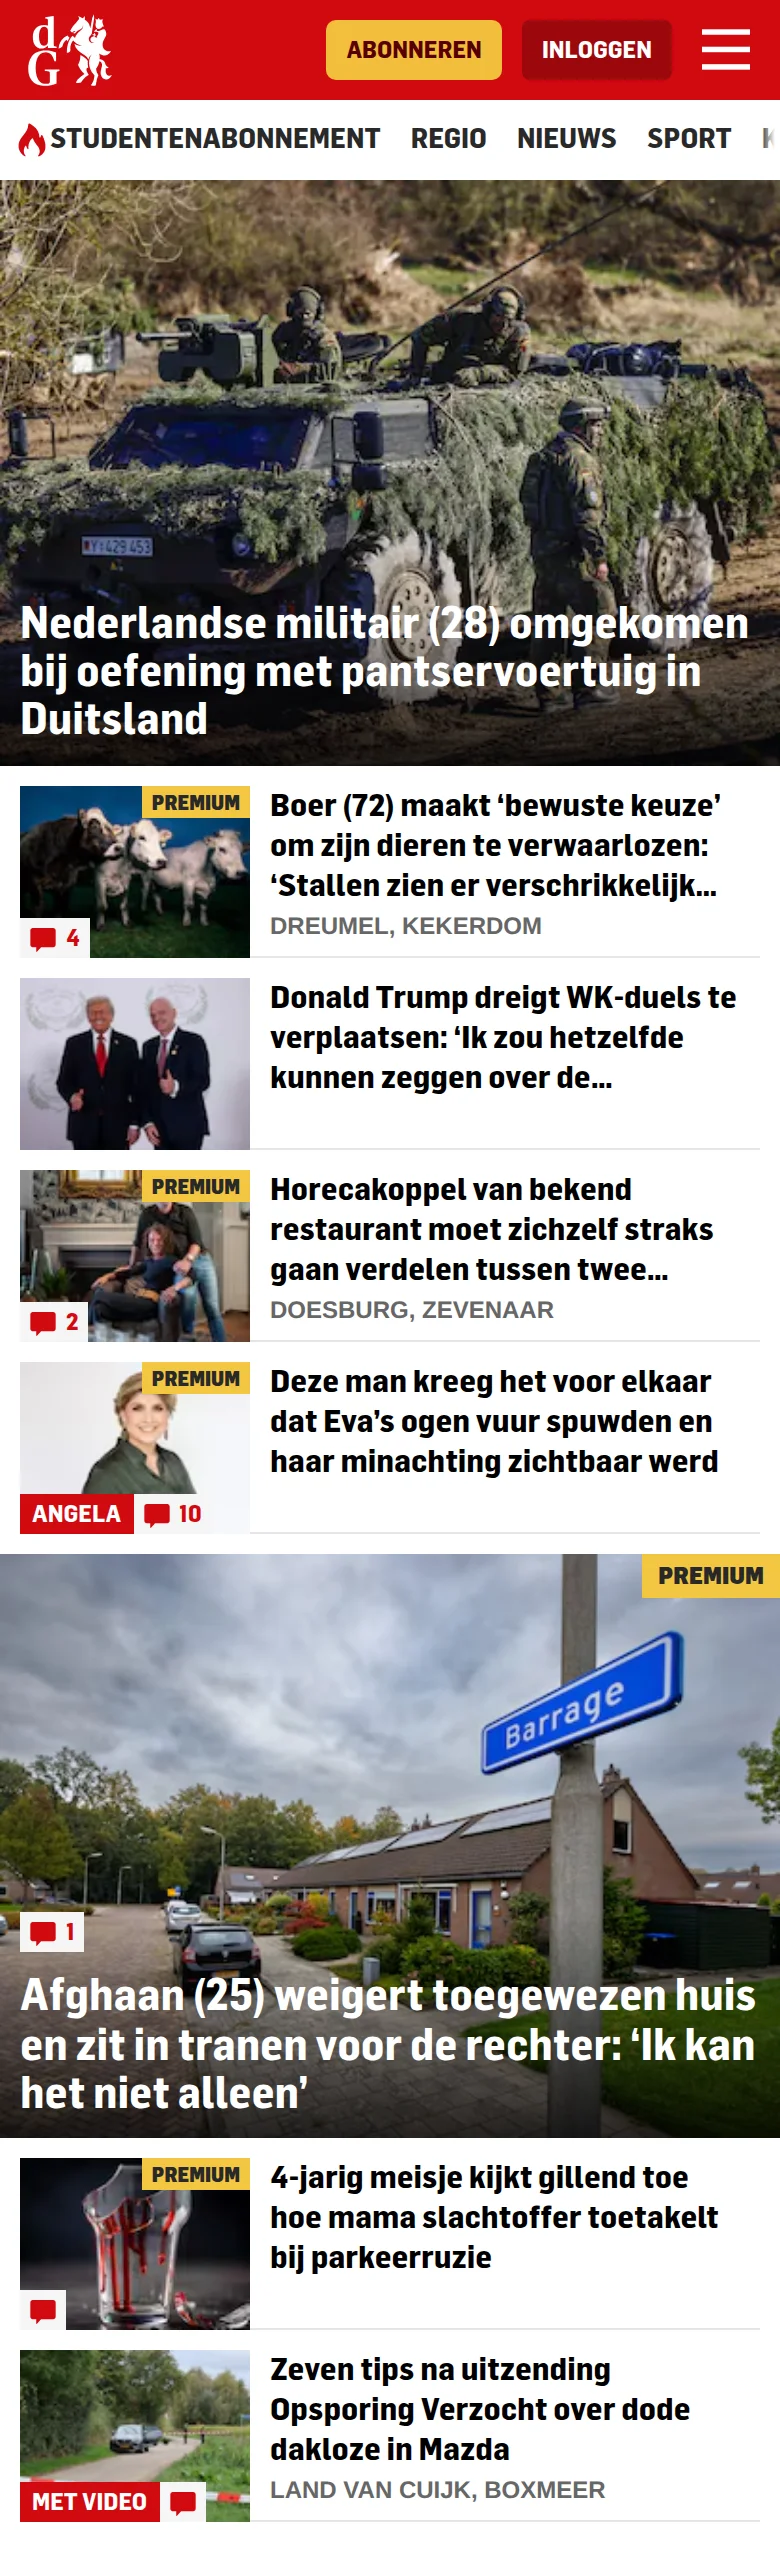 dG
ABONNEREN
INLOGGEN
STUDENTENABONNEMENT
REGIO
NIEUWS
SPORT
Y-429 453
Nederlandse militair (28) omgekomen
bij oefening met pantservoertuig in
Duitsland
PREMIUM
4
Boer (72) maakt ‘bewuste keuze’
om zijn dieren te verwaarlozen:
‘Stallen zien er verschrikkelijk...
DREUMEL, KEKERDOM
Donald Trump dreigt WK-duels te
verplaatsen: ‘Ik zou hetzelfde
kunnen zeggen over de...
PREMIUM
2
Horecakoppel van bekend
restaurant moet zichzelf straks
gaan verdelen tussen twee...
DOESBURG, ZEVENAAR
PREMIUM
ANGELA
10
Deze man kreeg het voor elkaar
dat Eva’s ogen vuur spuwden en
haar minachting zichtbaar werd
PREMIUM
Barrage
1
Afghaan (25) weigert toegewezen huis
en zit in tranen voor de rechter: ‘Ik kan
het niet alleen’
PREMIUM
4-jarig meisje kijkt gillend toe
hoe mama slachtoffer toetakelt
bij parkeerruzie
MET VIDEO
Zeven tips na uitzending
Opsporing Verzocht over dode
dakloze in Mazda
LAND VAN CUIJK, BOXMEER